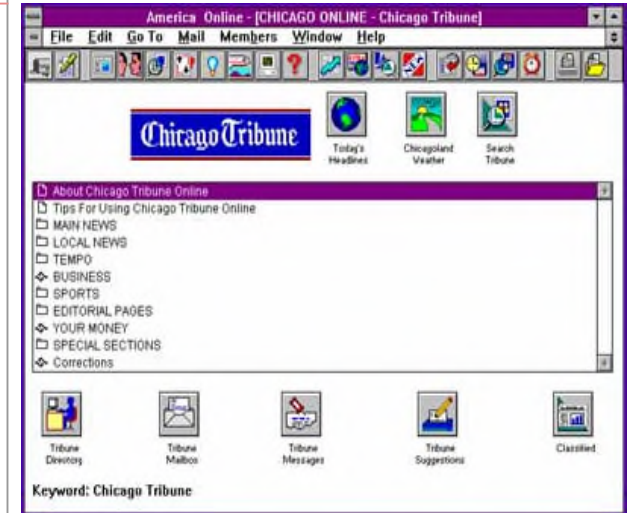 America Online - [CHICAGO ONLINE - Chicago Tribune]
File Edit Go To Mail Members Window Help
Chicago Tribune
Today's Headlines
Chicagoland Weather
Search Tribune
About Chicago Tribune Online
Tips For Using Chicago Tribune Online
MAIN NEWS
LOCAL NEWS
TEMPO
BUSINESS
SPORTS
EDITORIAL PAGES
YOUR MONEY
SPECIAL SECTIONS
Corrections
Tribune Directory
Tribune Mailbox
Tribune Messages
Tribune Suggestions
Classified
Keyword: Chicago Tribune